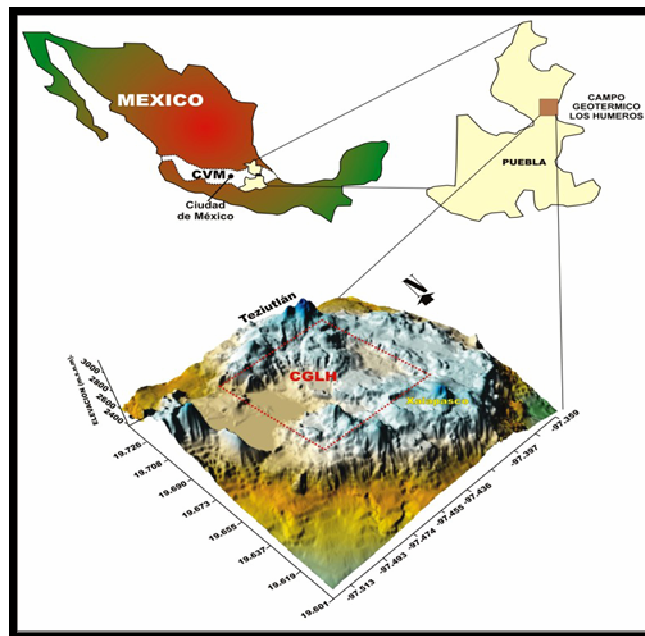 MEXICO
CVM
Ciudad
de México
CAMPO
GEOTERMICO
LOS HUMEROS
PUEBLA
Teziutlán
CGLH
Xalapasco
3000
2800
2600
2400
19.726
19.708
19.690
19.673
19.655
19.637
19.619
19.601
-97.513
-97.493
-97.474
-97.455
-97.436
-97.397
-97.359